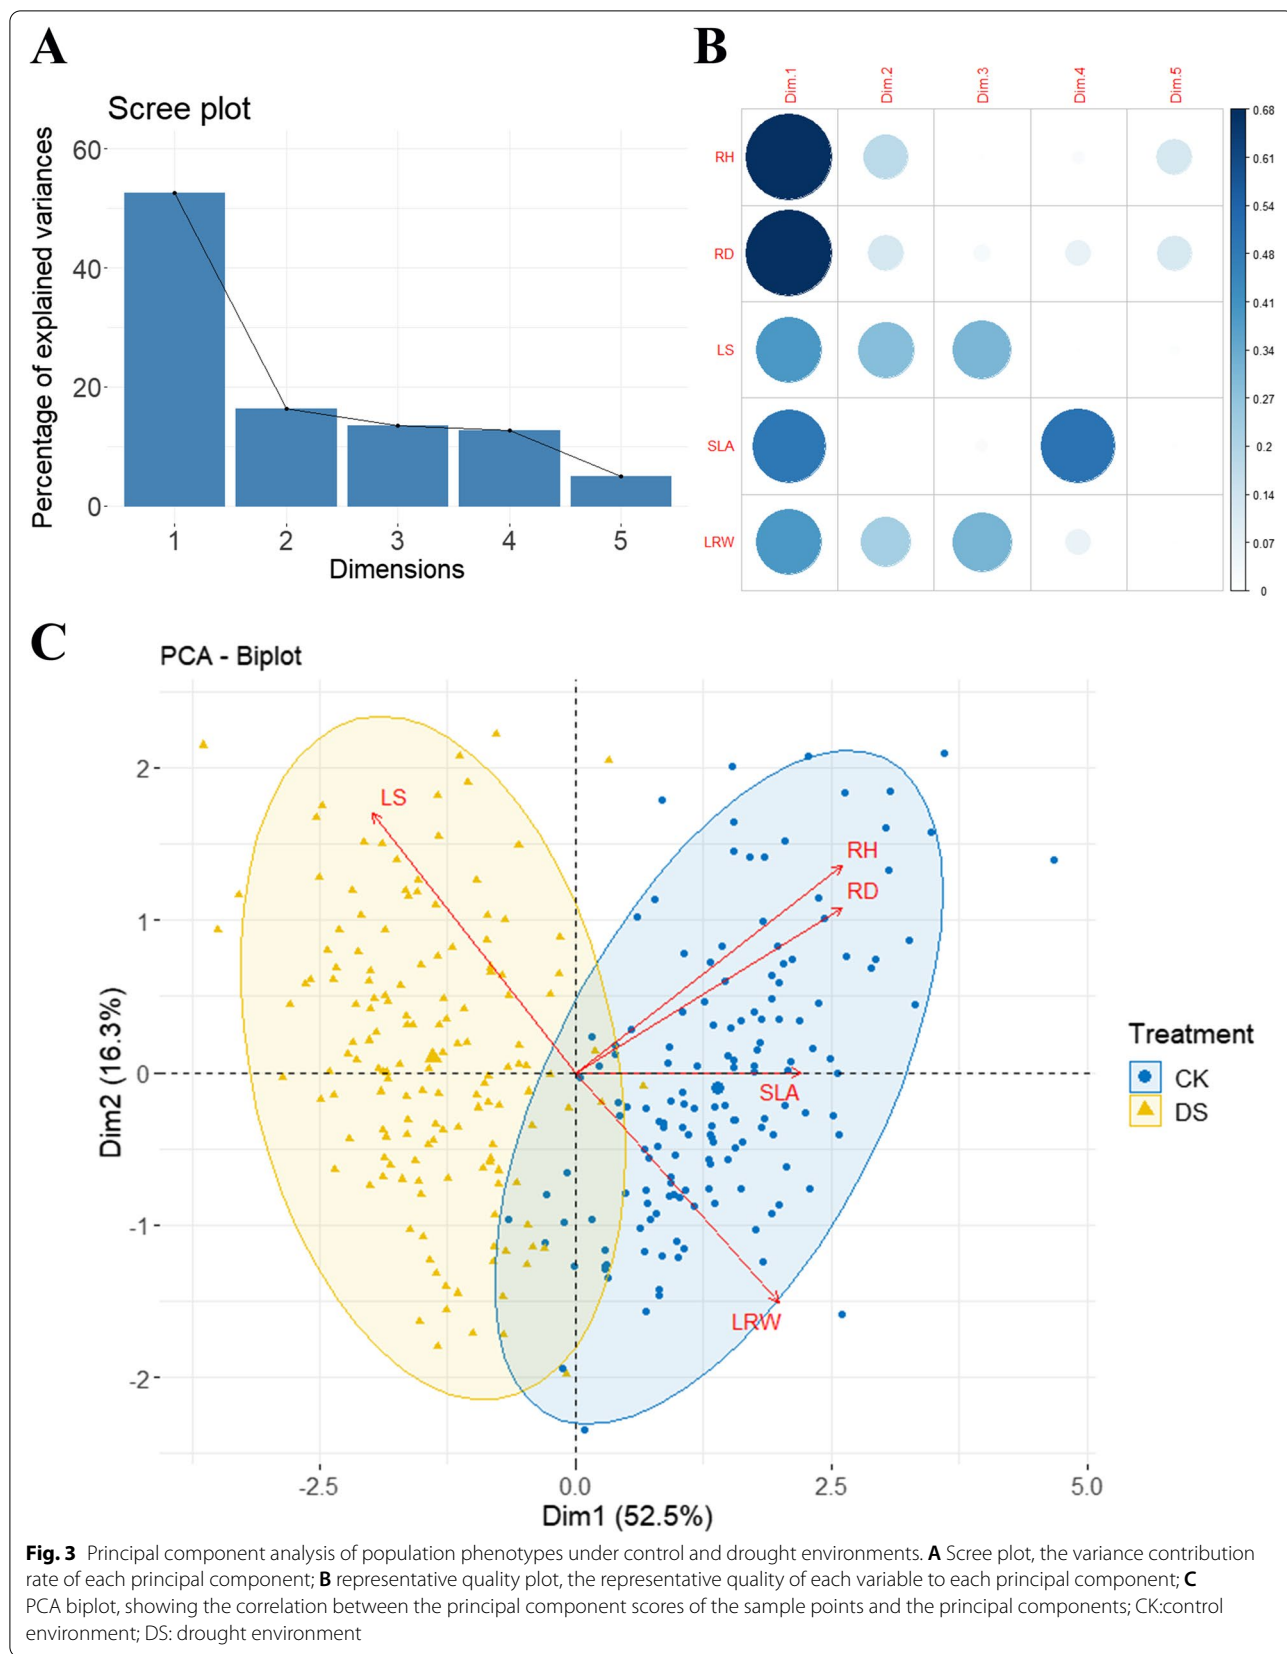 A
Scree plot
Percentage of explained variances
60
40
20
0
1 2 3 4 5
Dimensions
B
Dim.1 Dim.2 Dim.3 Dim.4 Dim.5
RH
RD
LS
SLA
LRW
0.68
0.61
0.54
0.48
0.41
0.34
0.27
0.2
0.14
0.07
0
C
PCA - Biplot
Dim2 (16.3%)
2
1
0
-1
-2
LS
RH
RD
SLA
LRW
-2.5 0.0 2.5 5.0
Dim1 (52.5%)
Treatment
CK
DS
Fig. 3 Principal component analysis of population phenotypes under control and drought environments. A Scree plot, the variance contribution
rate of each principal component; B representative quality plot, the representative quality of each variable to each principal component; C
PCA biplot, showing the correlation between the principal component scores of the sample points and the principal components; CK:control
environment; DS: drought environment